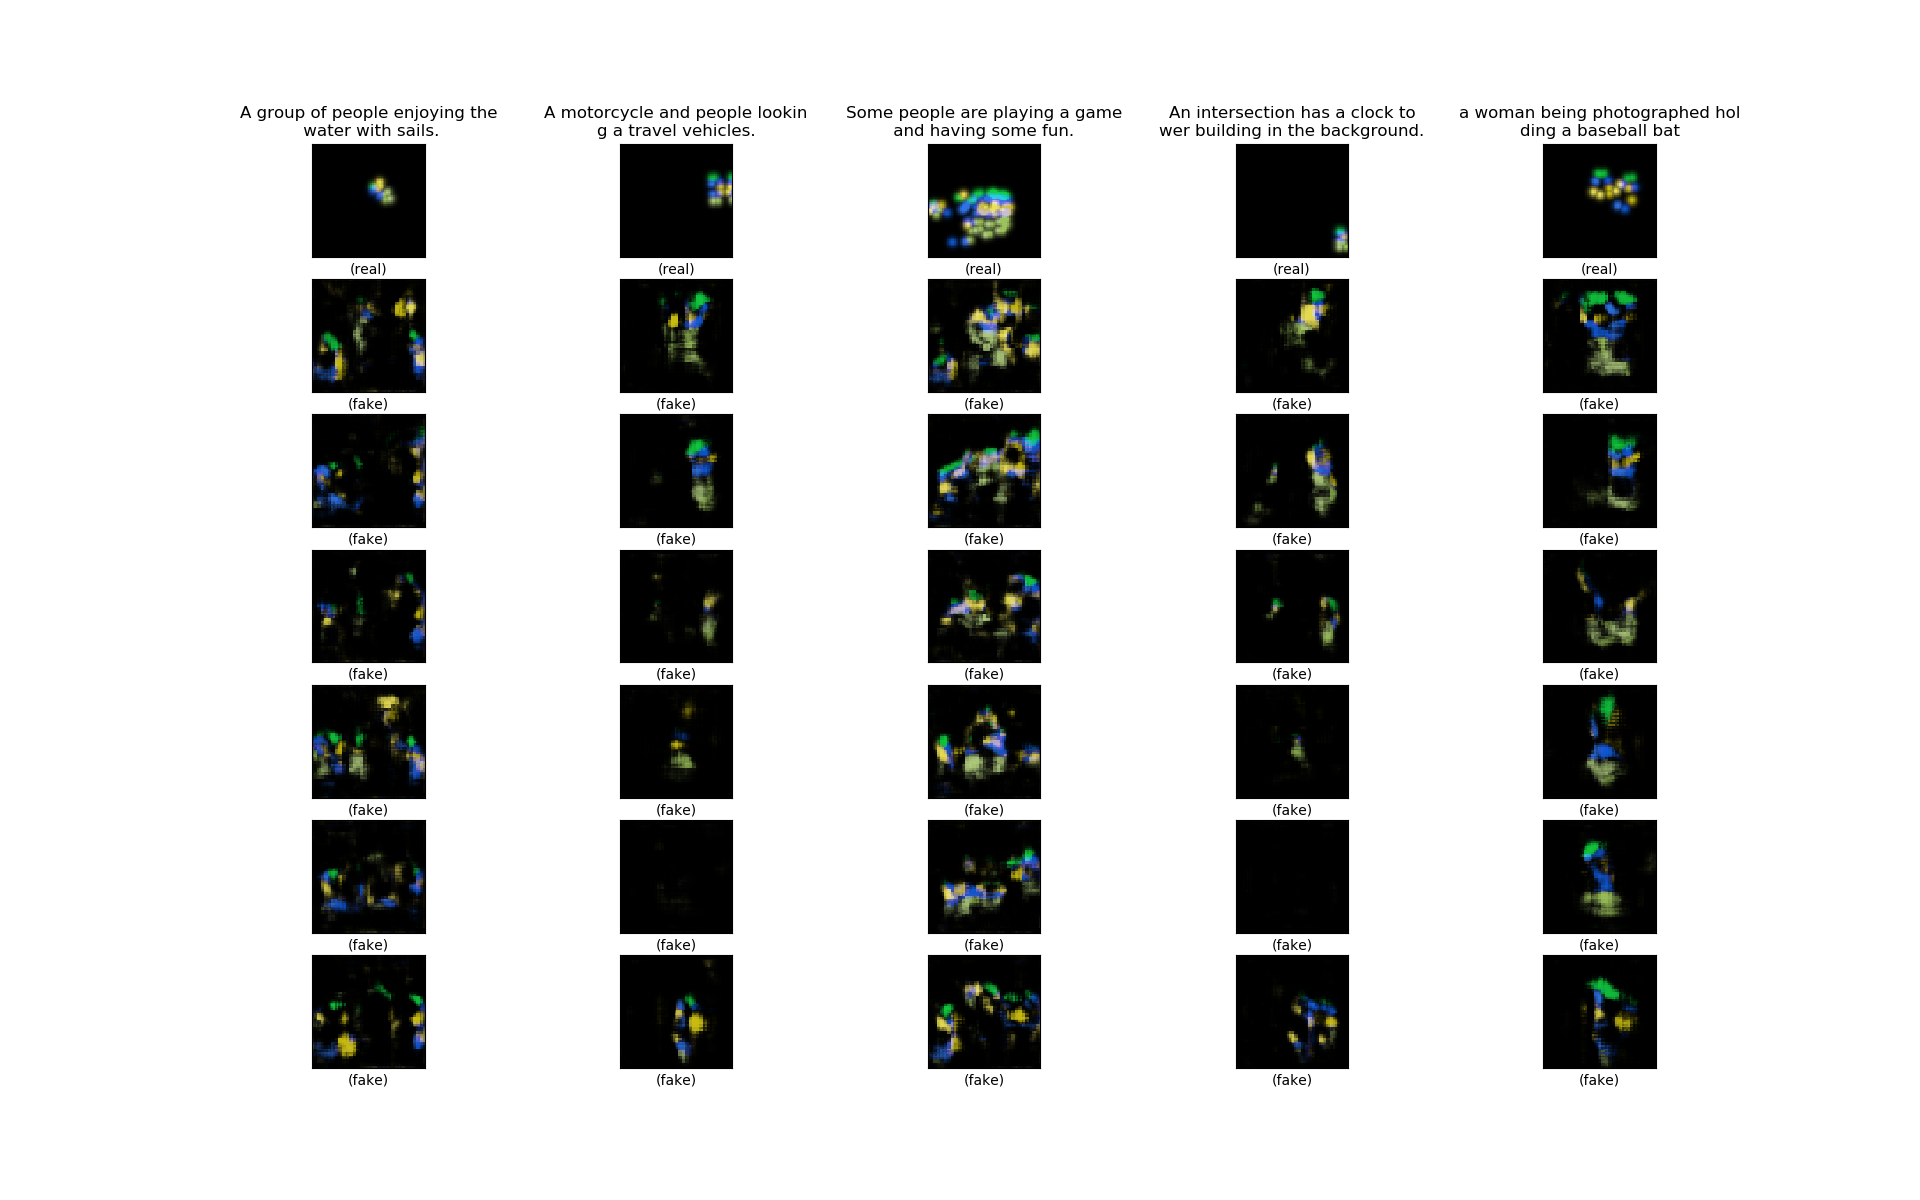 A group of people enjoying the
water with sails.
A motorcycle and people lookin
g a travel vehicles.
Some people are playing a game
and having some fun.
An intersection has a clock to
wer building in the background.
a woman being photographed hol
ding a baseball bat
(real) (real) (real) (real) (real)
(fake) (fake) (fake) (fake) (fake)
(fake) (fake) (fake) (fake) (fake)
(fake) (fake) (fake) (fake) (fake)
(fake) (fake) (fake) (fake) (fake)
(fake) (fake) (fake) (fake) (fake)
(fake) (fake) (fake) (fake) (fake)